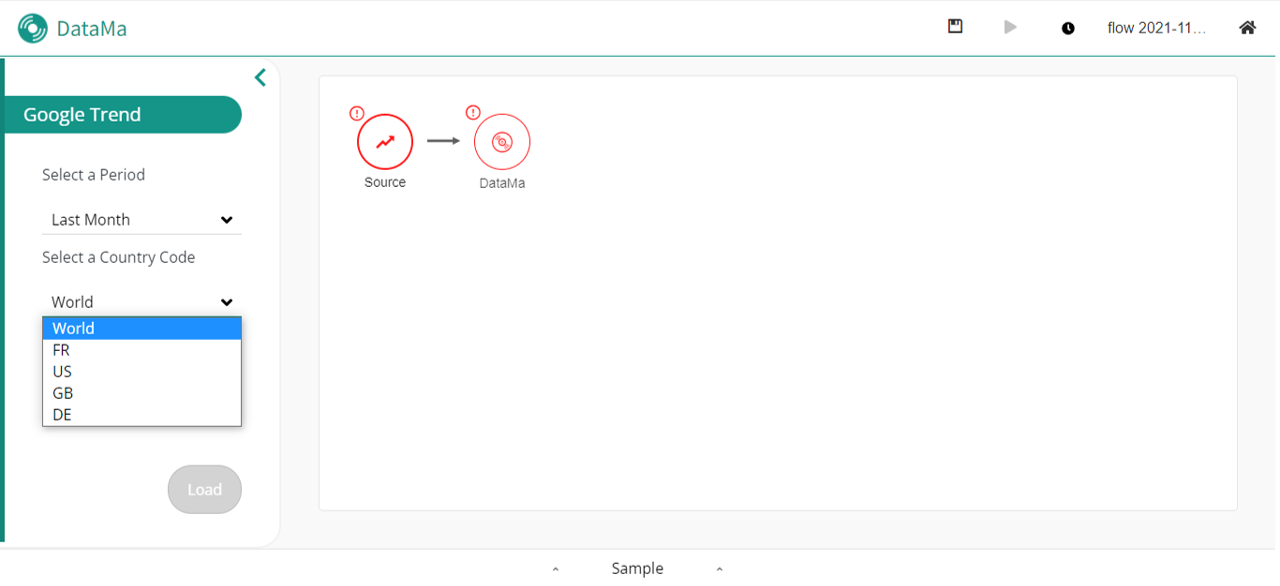 DataMa
flow 2021-11...
Google Trend
Select a Period
Last Month
Select a Country Code
World
World
FR
US
GB
DE
Load
Source
DataMa
Sample